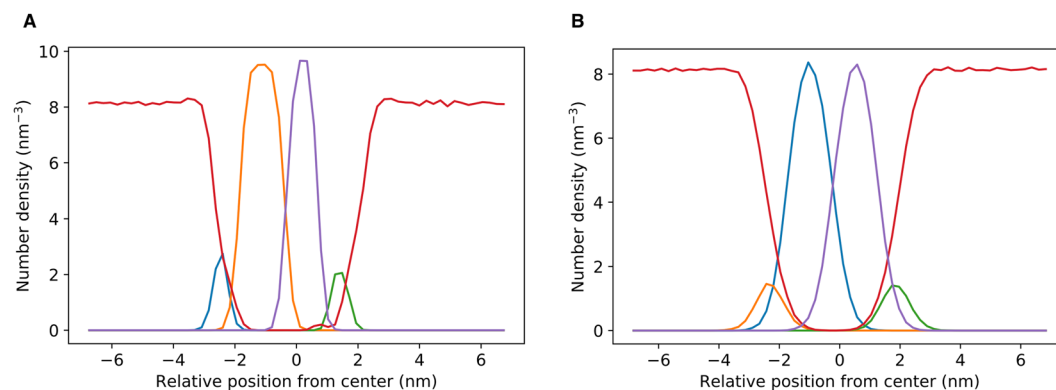 A
B
10
8
6
4
2
0
Number density (nm⁻³)
−6 −4 −2 0 2 4 6
Relative position from center (nm)
8
6
4
2
0
Number density (nm⁻³)
−6 −4 −2 0 2 4 6
Relative position from center (nm)